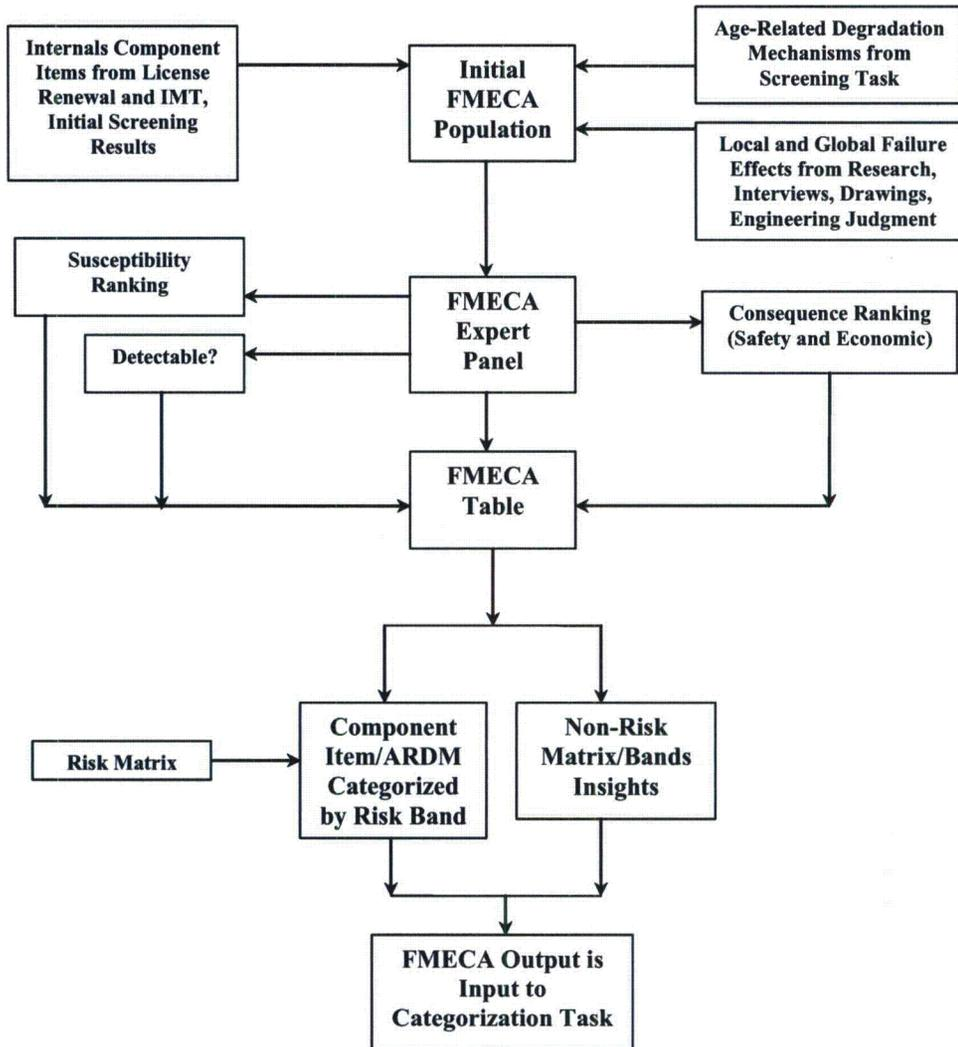 Internals Component
Items from License
Renewal and IMT,
Initial Screening
Results
Initial
FMECA
Population
Age-Related Degradation
Mechanisms from
Screening Task
Local and Global Failure
Effects from Research,
Interviews, Drawings,
Engineering Judgment
Susceptibility
Ranking
Detectable?
FMECA
Expert
Panel
Consequence Ranking
(Safety and Economic)
FMECA
Table
Risk Matrix
Component
Item/ARDM
Categorized
by Risk Band
Non-Risk
Matrix/Bands
Insights
FMECA Output is
Input to
Categorization Task